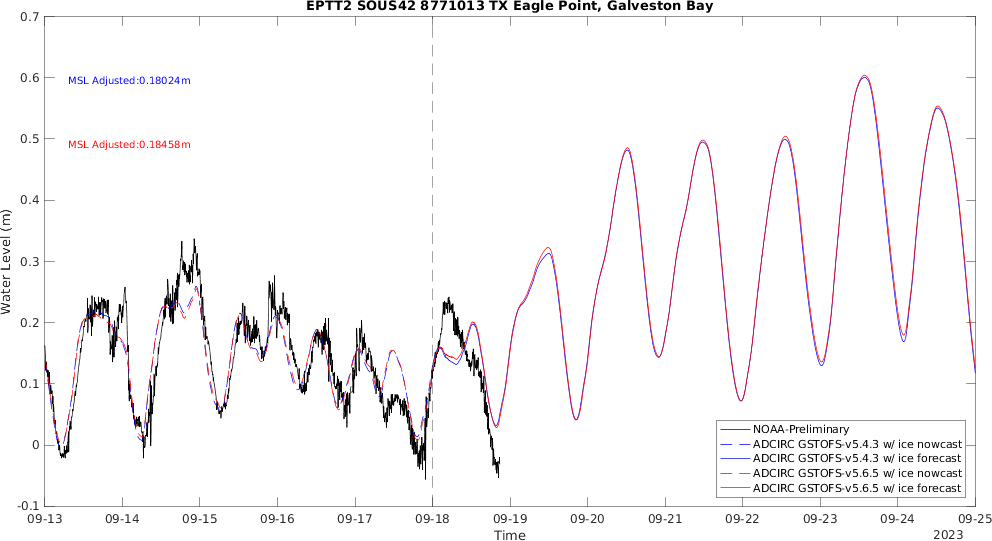 EPTT2 SOUS42 8771013 TX Eagle Point, Galveston Bay
0.7
0.6
0.5
0.4
0.3
0.2
0.1
0
-0.1
Water Level (m)
MSL Adjusted:0.18024m
MSL Adjusted:0.18458m
NOAA-Preliminary
ADCIRC GSTOFS-v5.4.3 w/ ice nowcast
ADCIRC GSTOFS-v5.4.3 w/ ice forecast
ADCIRC GSTOFS-v5.6.5 w/ ice nowcast
ADCIRC GSTOFS-v5.6.5 w/ ice forecast
09-13 09-14 09-15 09-16 09-17 09-18 09-19 09-20 09-21 09-22 09-23 09-24 09-25
Time
2023